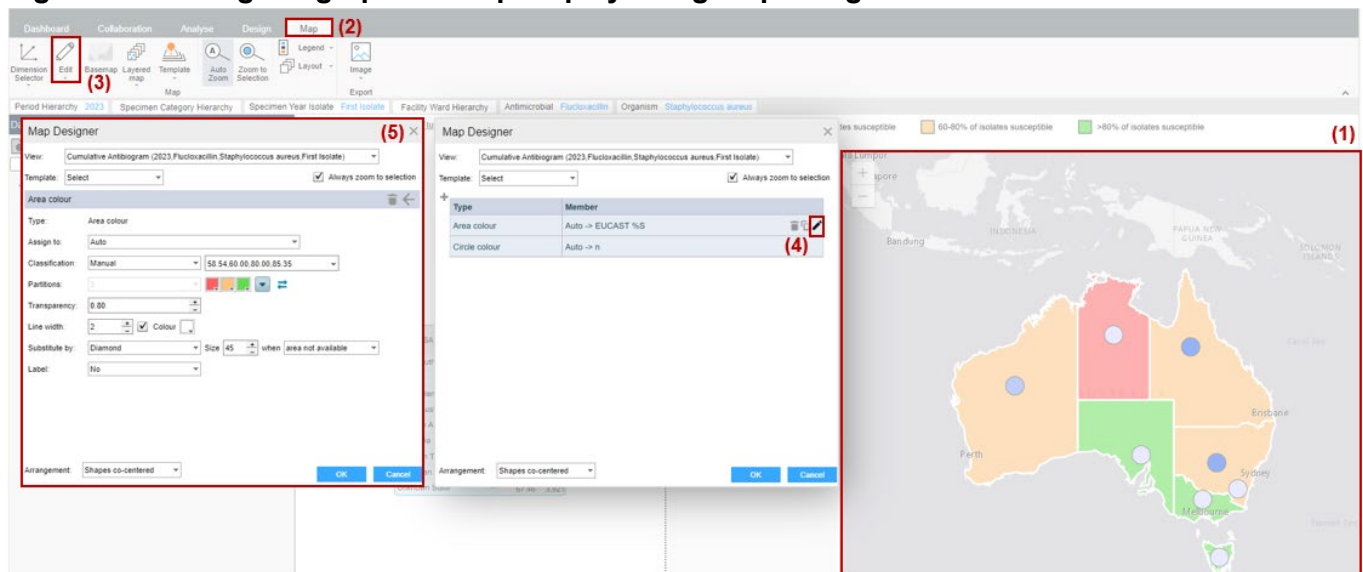 Dashboard Collaboration Analyse Design Map (2)
Dimension Selector Edit (3) Basemap Layered map Template Auto Zoom Zoom to Selection Legend Layout Image
Map Export
Period Hierarchy 2023 Specimen Category Hierarchy Specimen Year Isolate First Isolate Facility Ward Hierarchy Antimicrobial Flucloxacillin Organism Staphylococcus aureus
Map Designer (5)
View: Cumulative Antibiogram (2023,Flucloxacillin,Staphylococcus aureus,First Isolate)
Template: Select Always zoom to selection
Area colour
Type: Area colour
Assign to: Auto
Classification: Manual 58.54.60.00.80.00.85.35
Partitions: 3
Transparency: 0.80
Line width: 2 Colour
Substitute by: Diamond Size 45 when area not available
Label: No
Arrangement: Shapes co-centered OK Cancel
Map Designer
View: Cumulative Antibiogram (2023,Flucloxacillin,Staphylococcus aureus,First Isolate)
Template: Select Always zoom to selection
Type Member
Area colour Auto -> EUCAST %S
(4)
Circle colour Auto -> n
Arrangement: Shapes co-centered OK Cancel
tes susceptible 60-80% of isolates susceptible >80% of isolates susceptible
(1)
Bandung
INDONESIA
PAPUA NEW GUINEA
SOLOMON ISLANDS
Coral Sea
Brisbane
Perth
Sydney
Melbourne